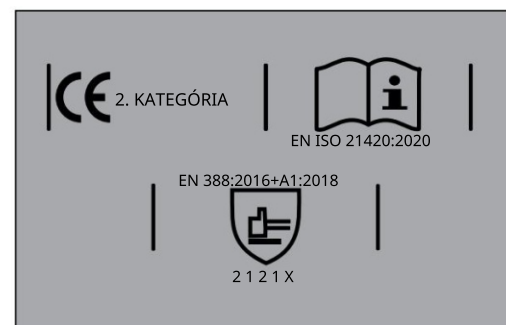 CE 2. KATEGÓRIA
i
EN ISO 21420:2020
EN 388:2016+A1:2018
2 1 2 1 X